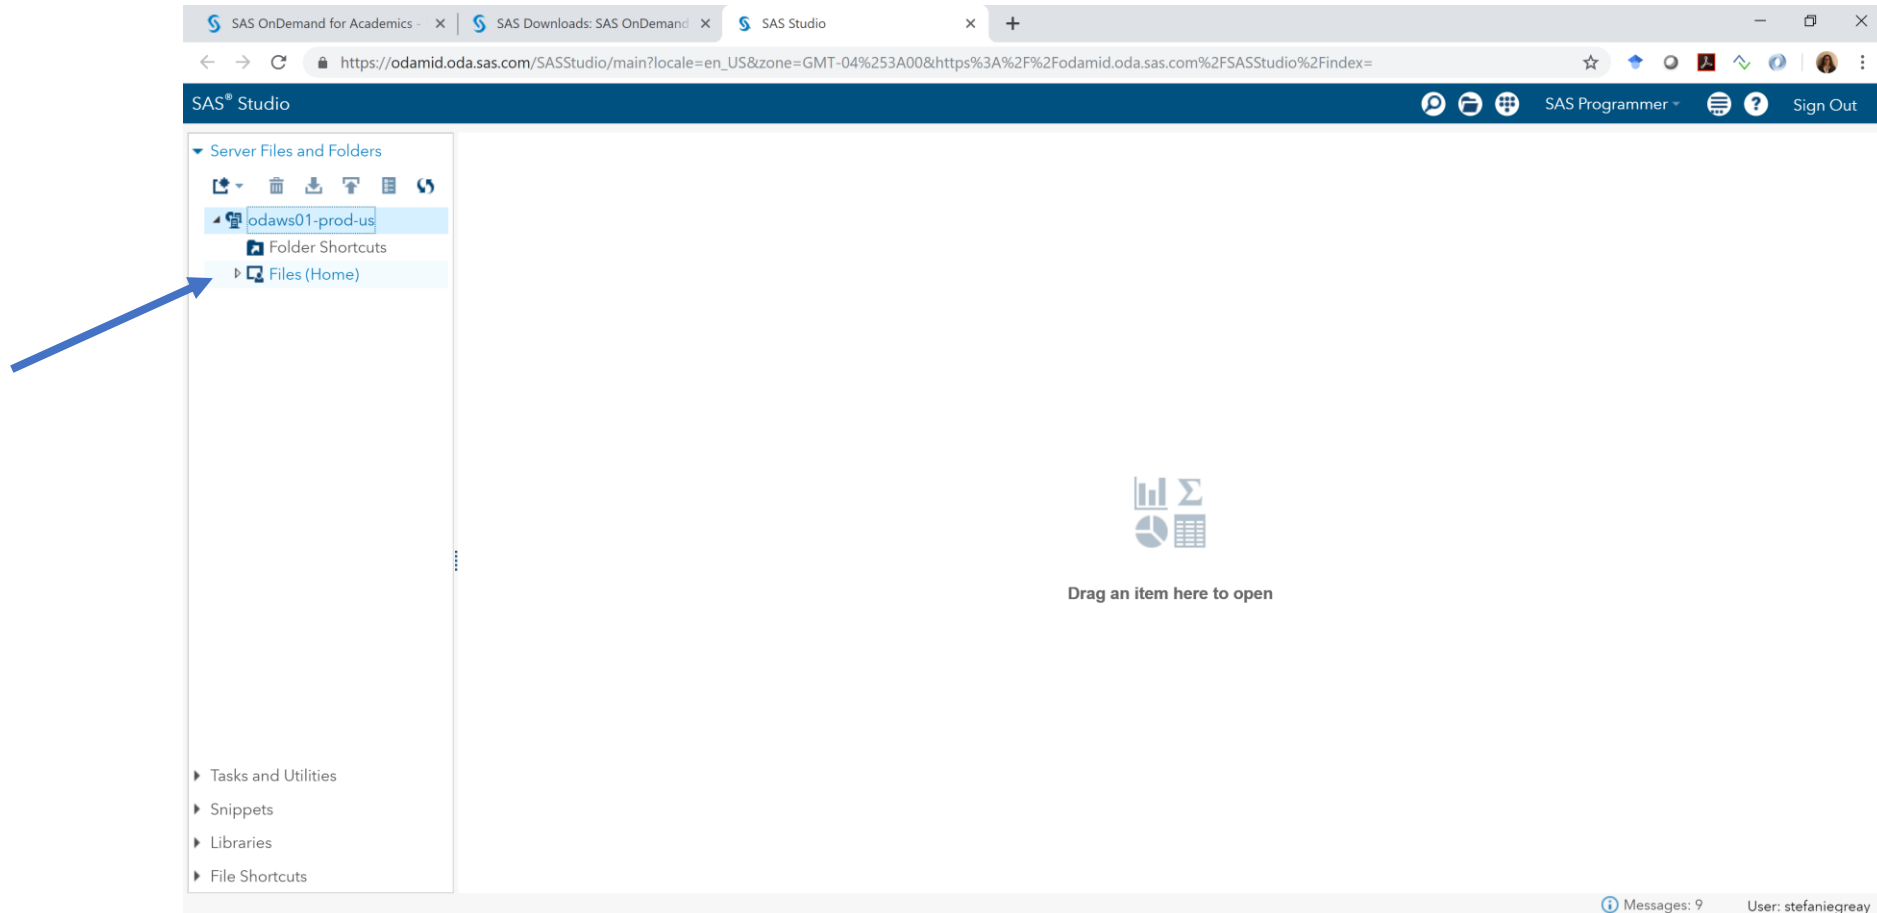 SAS OnDemand for Academics -
SAS Downloads: SAS OnDemand
SAS Studio
https://odamid.oda.sas.com/SASStudio/main?locale=en_US&zone=GMT-04%253A00&https%3A%2F%2Fodamid.oda.sas.com%2FSASStudio%2Findex=
SAS® Studio
SAS Programmer
Sign Out
Server Files and Folders
odaws01-prod-us
Folder Shortcuts
Files (Home)
Drag an item here to open
Tasks and Utilities
Snippets
Libraries
File Shortcuts
Messages: 9
User: stefaniegreay